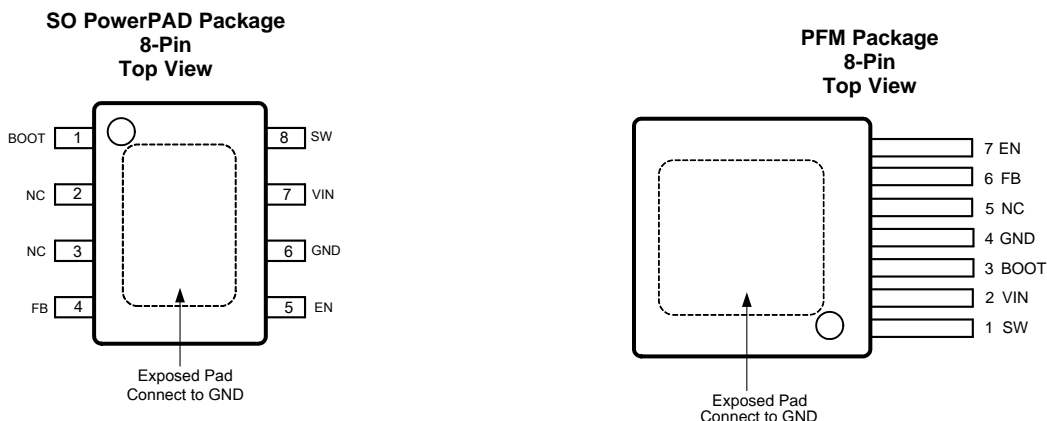 SO PowerPAD Package
8-Pin
Top View
BOOT 1
NC 2
NC 3
FB 4
8 SW
7 VIN
6 GND
5 EN
Exposed Pad
Connect to GND
PFM Package
8-Pin
Top View
7 EN
6 FB
5 NC
4 GND
3 BOOT
2 VIN
1 SW
Exposed Pad
Connect to GND